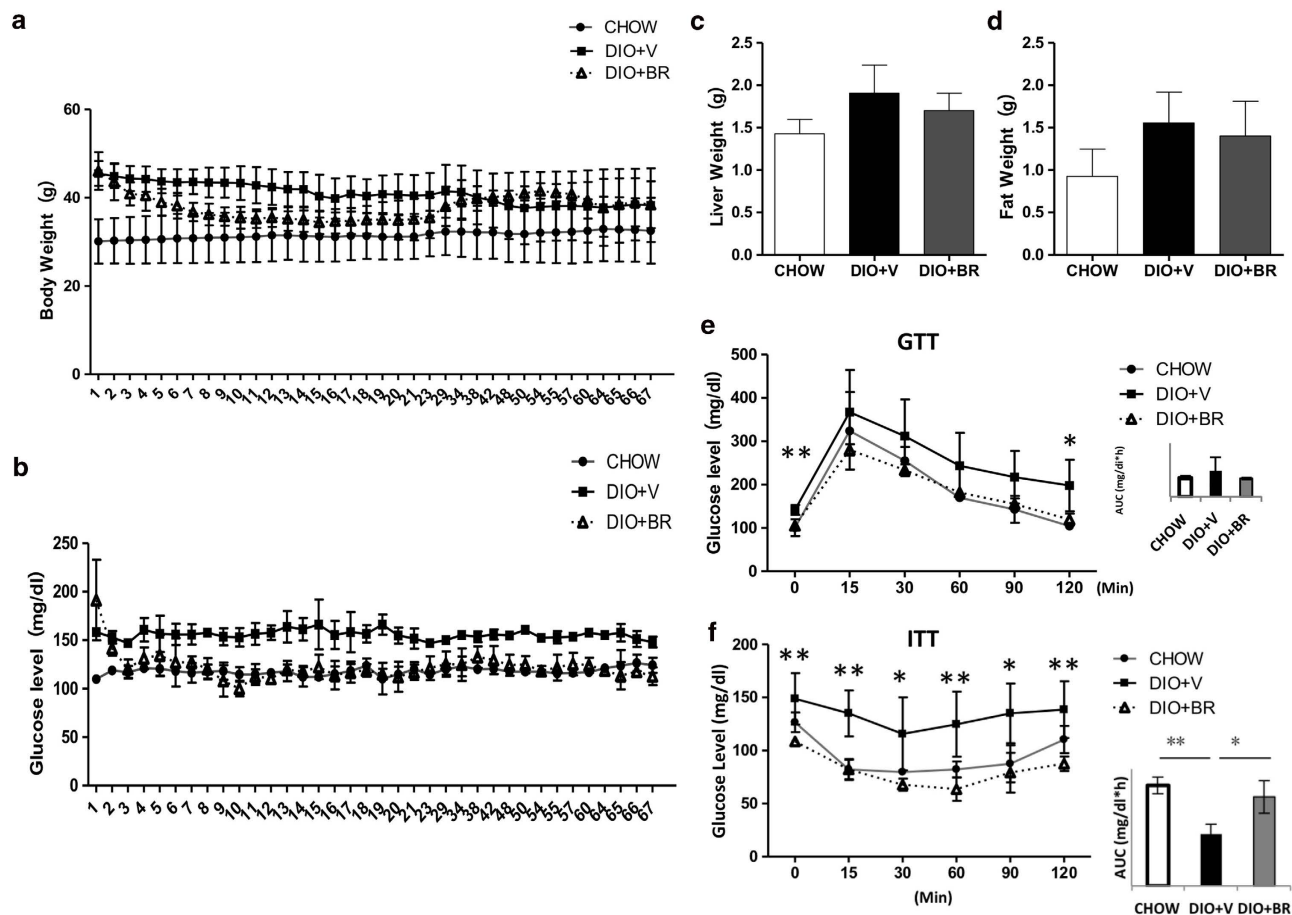 a
CHOW
DIO+V
DIO+BR
Body Weight (g)
60
40
20
0
1 2 3 4 5 6 7 8 9 10 11 12 13 14 15 16 17 18 19 20 21 23 29 34 38 42 48 50 54 55 57 60 64 65 66 67
b
CHOW
DIO+V
DIO+BR
Glucose level (mg/dl)
250
200
150
100
50
0
1 2 3 4 5 6 7 8 9 10 11 12 13 14 15 16 17 18 19 20 21 23 29 34 38 42 48 50 54 55 57 60 64 65 66 67
c
Liver Weight (g)
2.5
2.0
1.5
1.0
0.5
0.0
CHOW DIO+V DIO+BR
d
Fat Weight (g)
2.5
2.0
1.5
1.0
0.5
0.0
CHOW DIO+V DIO+BR
e
GTT
Glucose level (mg/dl)
500
400
300
200
100
0
**
*
0 15 30 60 90 120 (Min)
CHOW
DIO+V
DIO+BR
AUC (mg/dl*h)
CHOW DIO+V DIO+BR
f
ITT
Glucose Level (mg/dl)
200
150
100
50
0
** ** * ** * **
0 15 30 60 90 120
(Min)
CHOW
DIO+V
DIO+BR
** *
AUC (mg/dl*h)
CHOW DIO+V DIO+BR